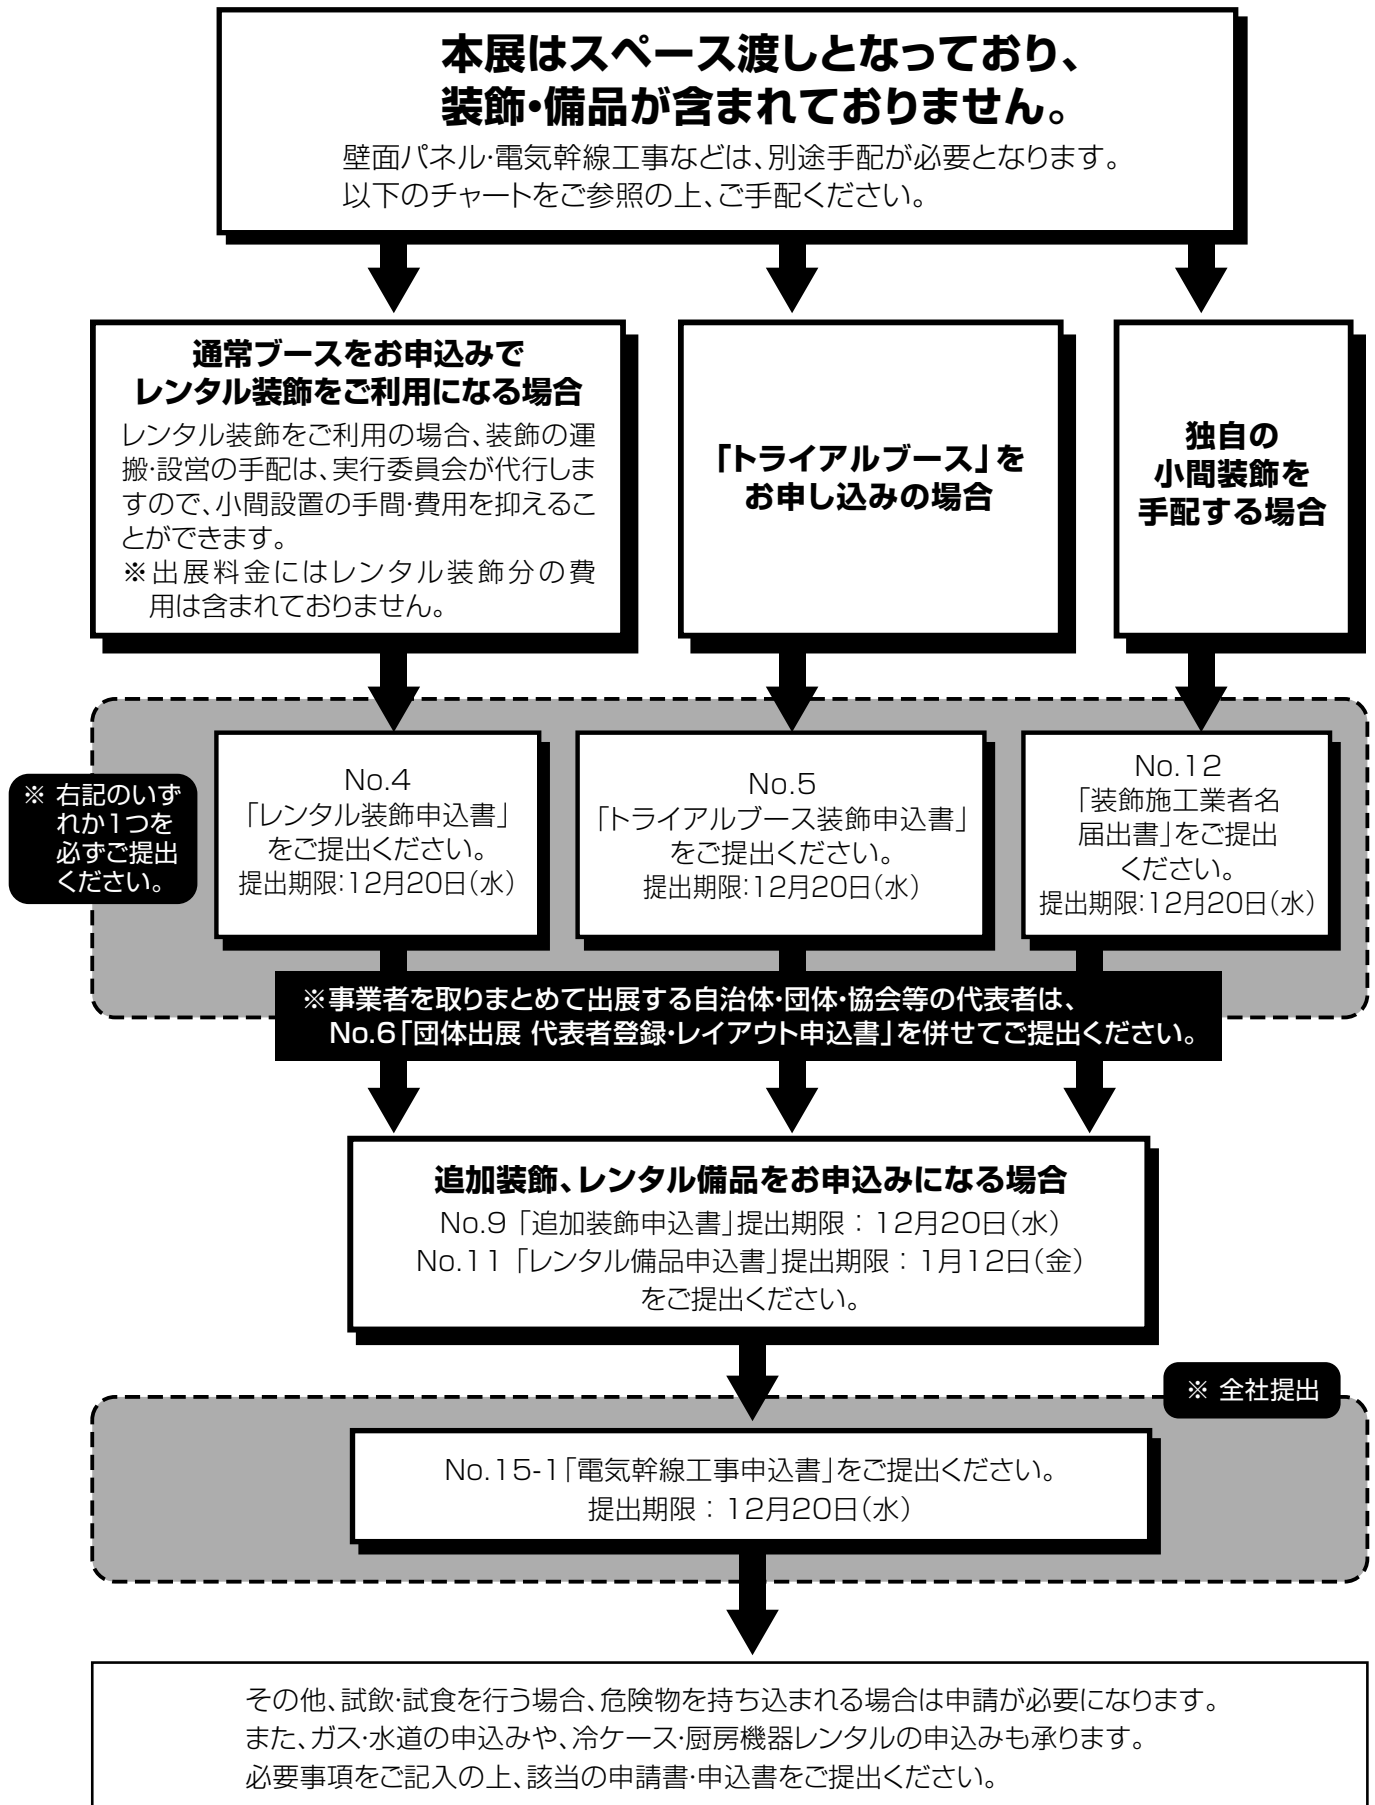 本展はスペース渡しとなっており、
装飾・備品が含まれておりません。
壁面パネル・電気幹線工事などは、別途手配が必要となります。
以下のチャートをご参照の上、ご手配ください。
通常ブースをお申込みで
レンタル装飾をご利用になる場合
レンタル装飾をご利用の場合、装飾の運
搬・設営の手配は、実行委員会が代行しま
すので、小間設置の手間・費用を抑えるこ
とができます。
※出展料金にはレンタル装飾分の費
用は含まれておりません。
「トライアルブース」を
お申し込みの場合
独自の
小間装飾を
手配する場合
※ 右記のいず
れか1つを
必ずご提出
ください。
No.4
「レンタル装飾申込書」
をご提出ください。
提出期限：12月20日（水）
No.5
「トライアルブース装飾申込書」
をご提出ください。
提出期限：12月20日（水）
No.12
「装飾施工業者名
届出書」をご提出
ください。
提出期限：12月20日（水）
※事業者を取りまとめて出展する自治体・団体・協会等の代表者は、
No.6「団体出展 代表者登録・レイアウト申込書」を併せてご提出ください。
追加装飾、レンタル備品をお申込みになる場合
No.9 「追加装飾申込書」提出期限 ： 12月20日（水）
No.11 「レンタル備品申込書」提出期限 ： 1月12日（金）
をご提出ください。
※ 全社提出
No.15-1「電気幹線工事申込書」をご提出ください。
提出期限 ： 12月20日（水）
その他、試飲・試食を行う場合、危険物を持ち込まれる場合は申請が必要になります。
また、ガス・水道の申込みや、冷ケース・厨房機器レンタルの申込みも承ります。
必要事項をご記入の上、該当の申請書・申込書をご提出ください。